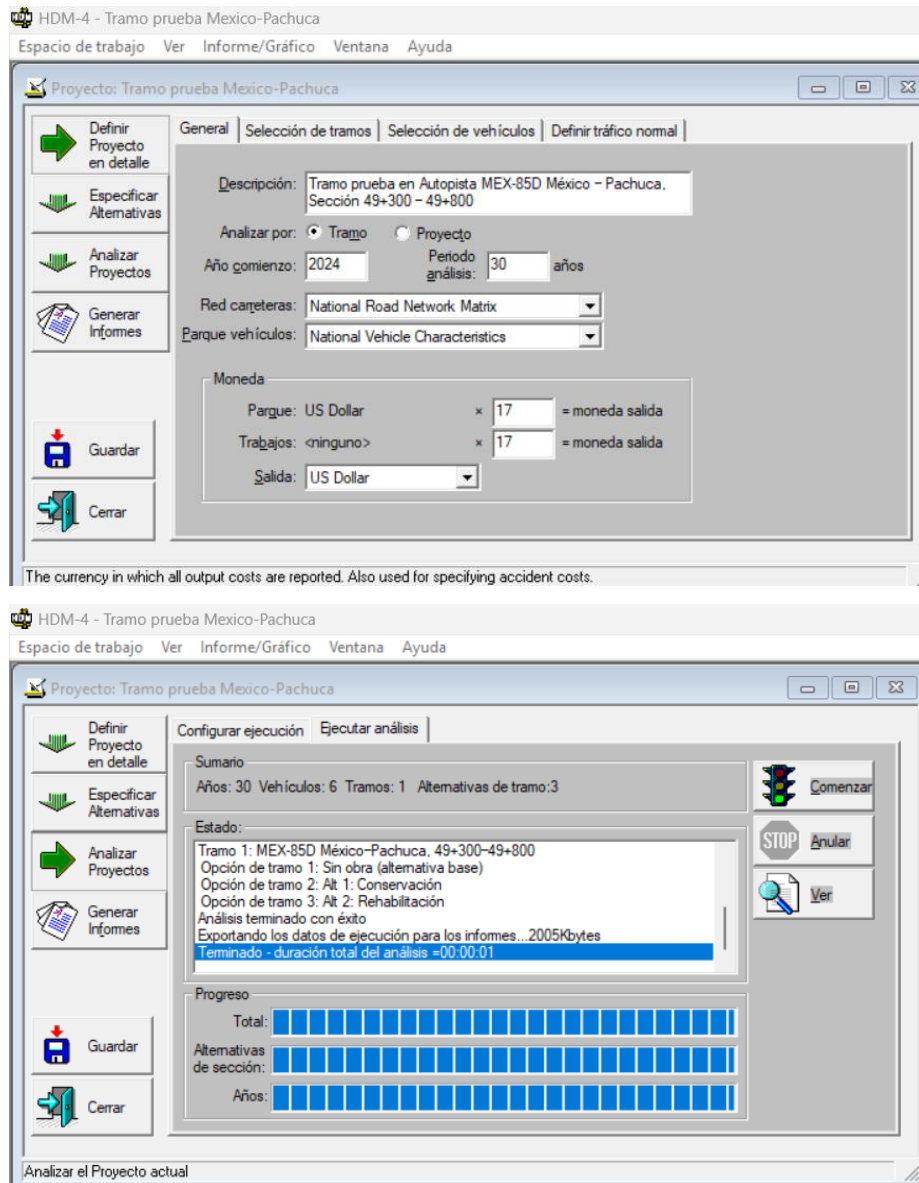 HDM-4 - Tramo prueba Mexico-Pachuca
Espacio de trabajo Ver Informe/Gráfico Ventana Ayuda
Proyecto: Tramo prueba Mexico-Pachuca
Definir
Proyecto
en detalle
Especificar
Alternativas
Analizar
Proyectos
Generar
Informes
Guardar
Cerrar
General Selección de tramos Selección de vehículos Definir tráfico normal
Descripción: Tramo prueba en Autopista MEX-85D México – Pachuca,
Sección 49+300 – 49+800
Analizar por: Tramo Proyecto
Año comienzo: 2024 Periodo análisis: 30 años
Red carreteras: National Road Network Matrix
Parque vehículos: National Vehicle Characteristics
Moneda
Parque: US Dollar × 17 = moneda salida
Trabajos: <ninguno> × 17 = moneda salida
Salida: US Dollar
The currency in which all output costs are reported. Also used for specifying accident costs.
HDM-4 - Tramo prueba Mexico-Pachuca
Espacio de trabajo Ver Informe/Gráfico Ventana Ayuda
Proyecto: Tramo prueba Mexico-Pachuca
Definir
Proyecto
en detalle
Especificar
Alternativas
Analizar
Proyectos
Generar
Informes
Guardar
Cerrar
Configurar ejecución Ejecutar análisis
Sumario
Años: 30 Vehículos: 6 Tramos: 1 Alternativas de tramo:3
Estado:
Tramo 1: MEX-85D México–Pachuca, 49+300–49+800
Opción de tramo 1: Sin obra (alternativa base)
Opción de tramo 2: Alt 1: Conservación
Opción de tramo 3: Alt 2: Rehabilitación
Análisis terminado con éxito
Exportando los datos de ejecución para los informes...2005Kbytes
Terminado - duración total del análisis =00:00:01
Progreso
Total:
Alternativas
de sección:
Años:
Comenzar
STOP Anular
Ver
Analizar el Proyecto actual